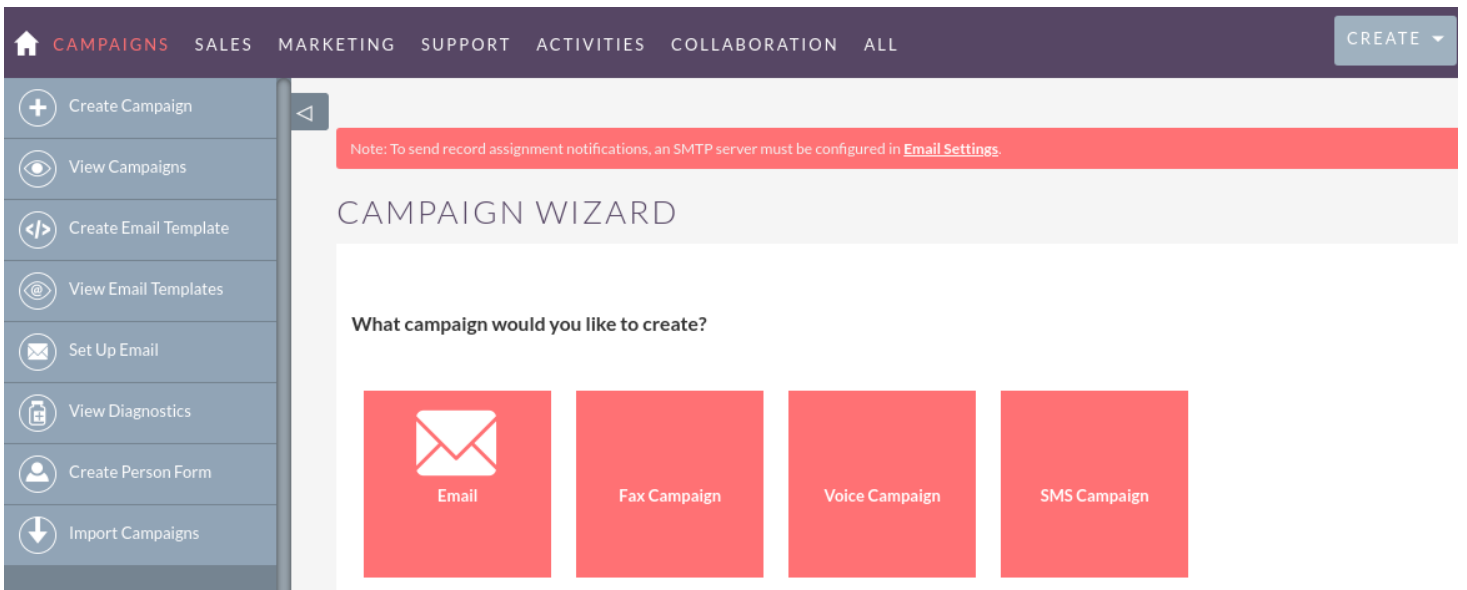 CAMPAIGNS SALES MARKETING SUPPORT ACTIVITIES COLLABORATION ALL CREATE
Create Campaign
View Campaigns
Create Email Template
View Email Templates
Set Up Email
View Diagnostics
Create Person Form
Import Campaigns
Note: To send record assignment notifications, an SMTP server must be configured in Email Settings.
CAMPAIGN WIZARD
What campaign would you like to create?
Email Fax Campaign Voice Campaign SMS Campaign